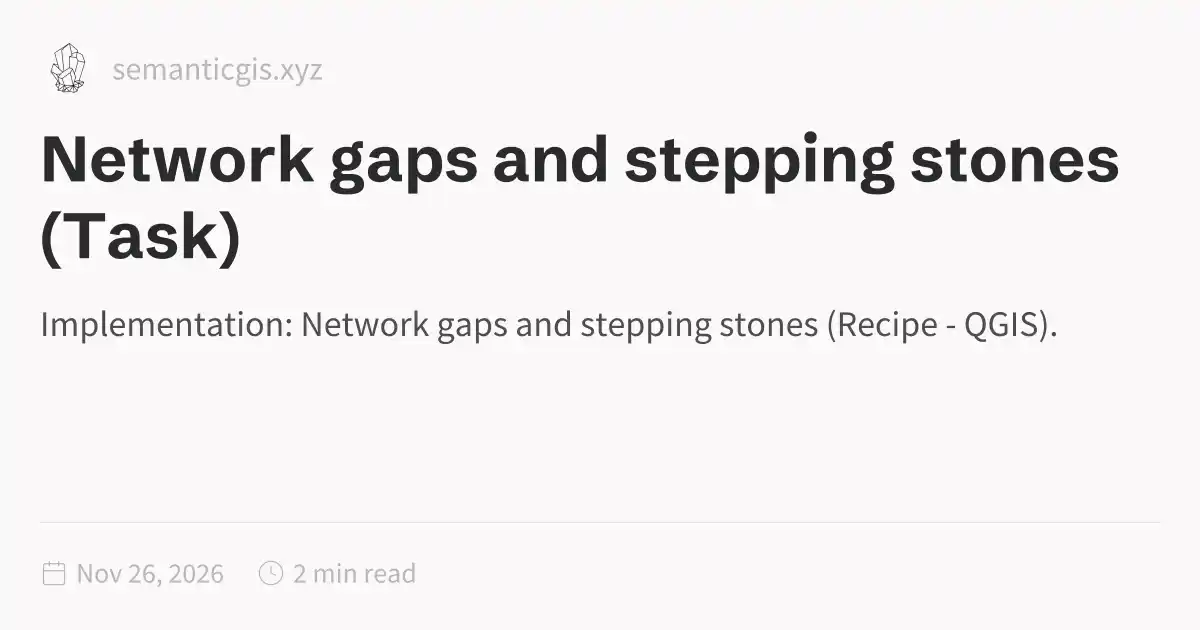 semanticgis.xyz
Network gaps and stepping stones
(Task)
Implementation: Network gaps and stepping stones (Recipe - QGIS).
Nov 26, 2026 2 min read